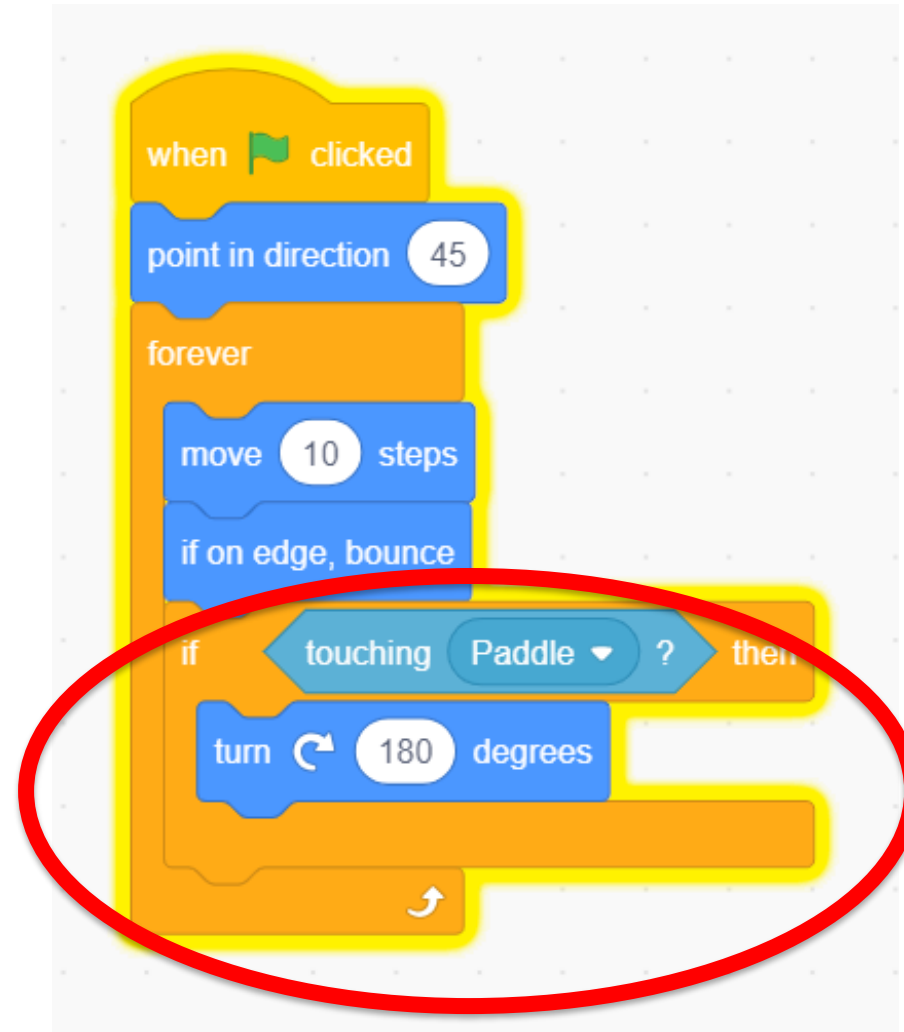 when clicked
point in direction 45
forever
move 10 steps
if on edge, bounce
if touching Paddle ? then
turn 180 degrees